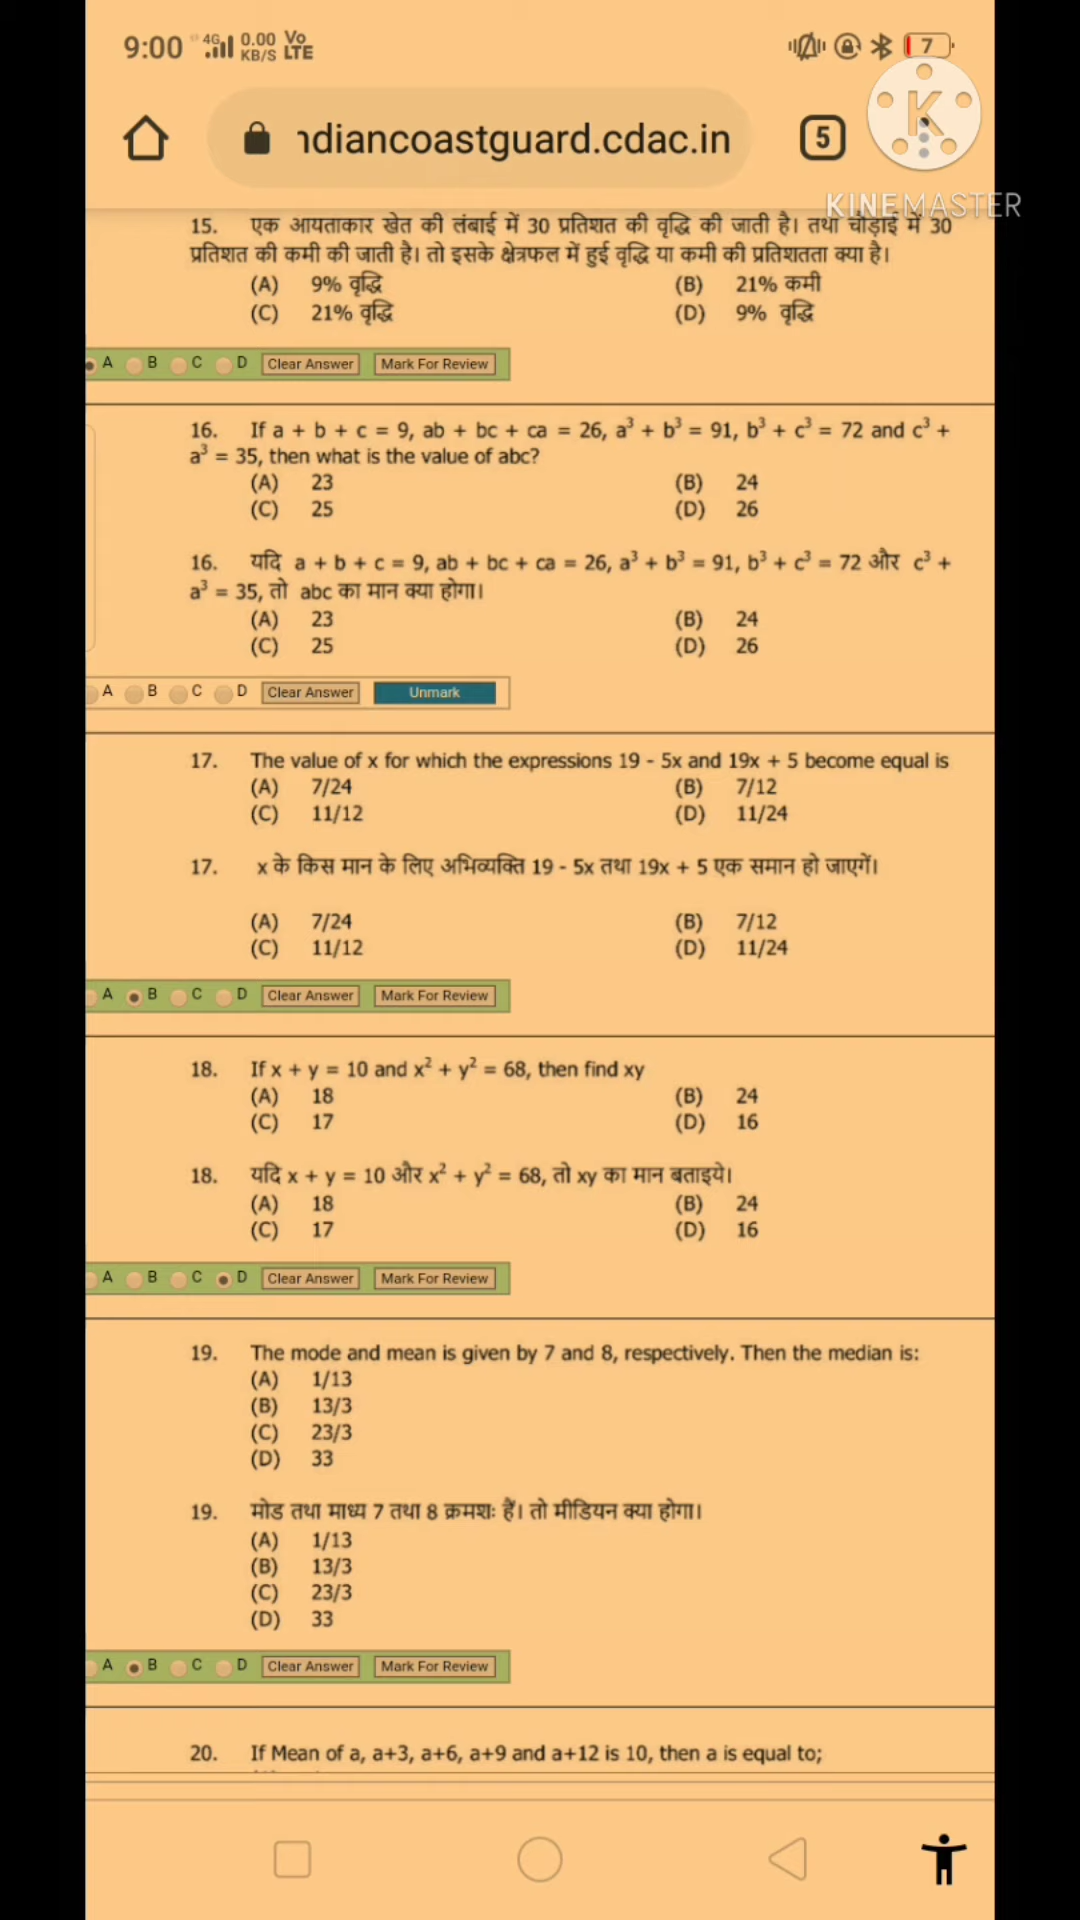 9:00 4G 0.00 KB/S Vo LTE 7
ndiancoastguard.cdac.in 5
K
KINEMASTER
15. एक आयताकार खेत की लंबाई में 30 प्रतिशत की वृद्धि की जाती है। तथा चौड़ाई में 30
प्रतिशत की कमी की जाती है। तो इसके क्षेत्रफल में हुई वृद्धि या कमी की प्रतिशतता क्या है।
(A) 9% वृद्धि (B) 21% कमी
(C) 21% वृद्धि (D) 9% वृद्धि
A B C D Clear Answer Mark For Review
16. If a + b + c = 9, ab + bc + ca = 26, a³ + b³ = 91, b³ + c³ = 72 and c³ +
a³ = 35, then what is the value of abc?
(A) 23 (B) 24
(C) 25 (D) 26
16. यदि a + b + c = 9, ab + bc + ca = 26, a³ + b³ = 91, b³ + c³ = 72 और c³ +
a³ = 35, तो abc का मान क्या होगा।
(A) 23 (B) 24
(C) 25 (D) 26
A B C D Clear Answer Unmark
17. The value of x for which the expressions 19 - 5x and 19x + 5 become equal is
(A) 7/24 (B) 7/12
(C) 11/12 (D) 11/24
17. x के किस मान के लिए अभिव्यक्ति 19 - 5x तथा 19x + 5 एक समान हो जाएगें।
(A) 7/24 (B) 7/12
(C) 11/12 (D) 11/24
A B C D Clear Answer Mark For Review
18. If x + y = 10 and x² + y² = 68, then find xy
(A) 18 (B) 24
(C) 17 (D) 16
18. यदि x + y = 10 और x² + y² = 68, तो xy का मान बताइये।
(A) 18 (B) 24
(C) 17 (D) 16
A B C D Clear Answer Mark For Review
19. The mode and mean is given by 7 and 8, respectively. Then the median is:
(A) 1/13
(B) 13/3
(C) 23/3
(D) 33
19. मोड तथा माध्य 7 तथा 8 क्रमशः हैं। तो मीडियन क्या होगा।
(A) 1/13
(B) 13/3
(C) 23/3
(D) 33
A B C D Clear Answer Mark For Review
20. If Mean of a, a+3, a+6, a+9 and a+12 is 10, then a is equal to;